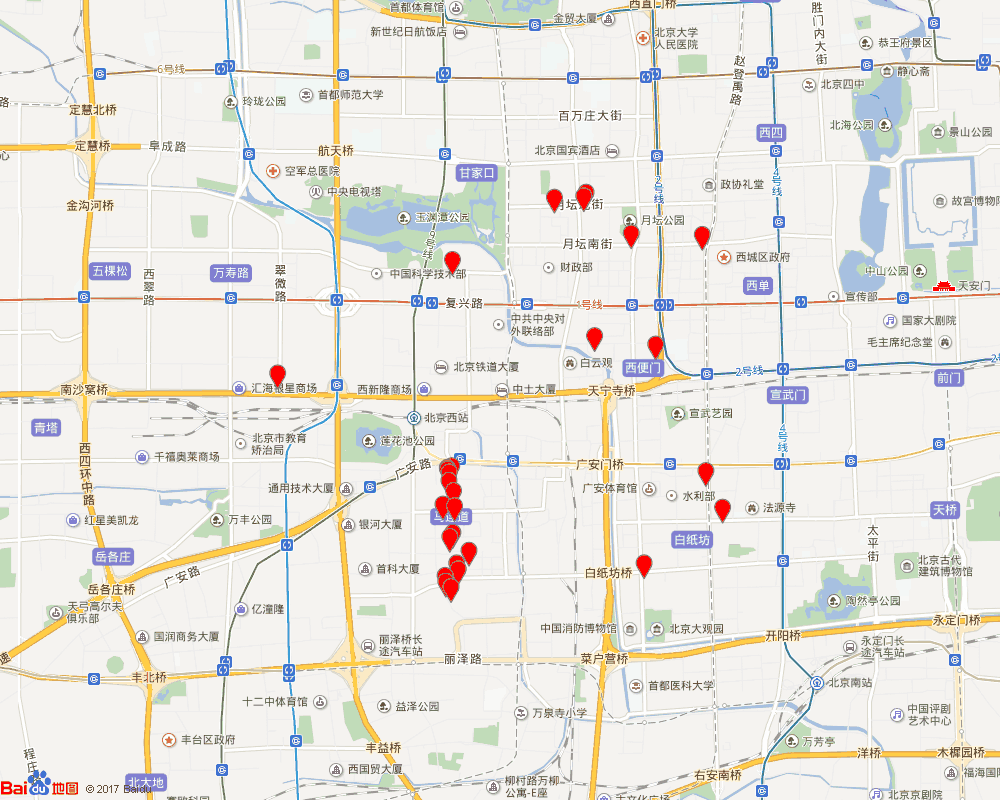 首都体育馆
金贸大厦
西直门桥
胜门内大街
新世纪日航饭店
北京大学
人民医院
恭王府景区
赵登禹路
6号线
静心斋
首都师范大学
北京四中
玲珑公园
定慧北桥
百万庄大街
北海公园
西四
景山公园
定慧桥
阜成路
航天桥
北京国宾酒店
空军总医院
甘家口
2号线
4号线
政协礼堂
中央电视塔
金沟河桥
故宫博物院
玉渊潭公园
月坛公园
9号线
月坛南街
西城区政府
财政部
五棵松
西翠路
万寿路
翠微路
中国科学技术部
中山公园
西单
天安门
复兴路
1号线
宣传部
中共中央对
外联络部
国家大剧院
毛主席纪念堂
北京铁道大厦
白云观
西便门
2号线
2号线
前门
南沙窝桥
汇海银星商场
西新隆商场
中土大厦
天宁寺桥
宣武门
北京西站
宣武艺园
青塔
北京市教育
矫治局
莲花池公园
4号线
西四环中路
千福奥莱商场
广安路
广安门桥
通用技术大厦
广安体育馆
水利部
法源寺
天桥
红星美凯龙
万丰公园
银河大厦
马连道
太平街
白纸坊
岳各庄
首科大厦
白纸坊桥
北京古代
建筑博物馆
岳各庄桥
广安路
天弓高尔夫
俱乐部
亿潼隆
陶然亭公园
国润商务大厦
中国消防博物馆
北京大观园
开阳桥
永定门桥
丽泽桥长
途汽车站
永定门长
途汽车站
丽泽路
菜户营桥
丰北桥
首都医科大学
北京南站
十二中体育馆
益泽公园
万泉寺小学
中国评剧
艺术中心
丰台区政府
丰益桥
万芳亭
洋桥
木樨园桥
程庄
西国贸大厦
右安南桥
福海国际
北大地
柳村路万柳
公寓-E座
Bai du 地图
© 2017 Baidu
北京京剧院